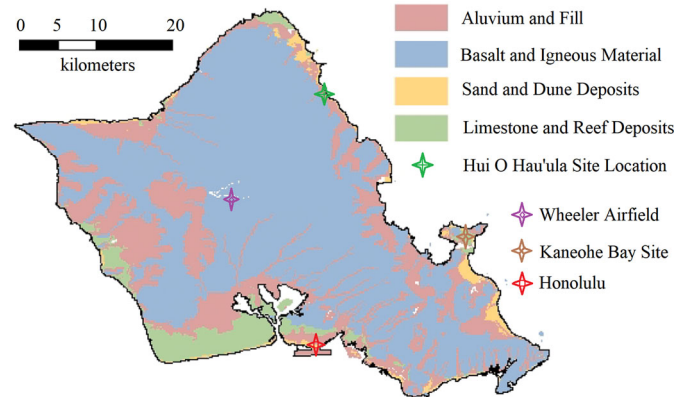 0 5 10 20
kilometers
Aluvium and Fill
Basalt and Igneous Material
Sand and Dune Deposits
Limestone and Reef Deposits
Hui O Hau'ula Site Location
Wheeler Airfield
Kaneohe Bay Site
Honolulu